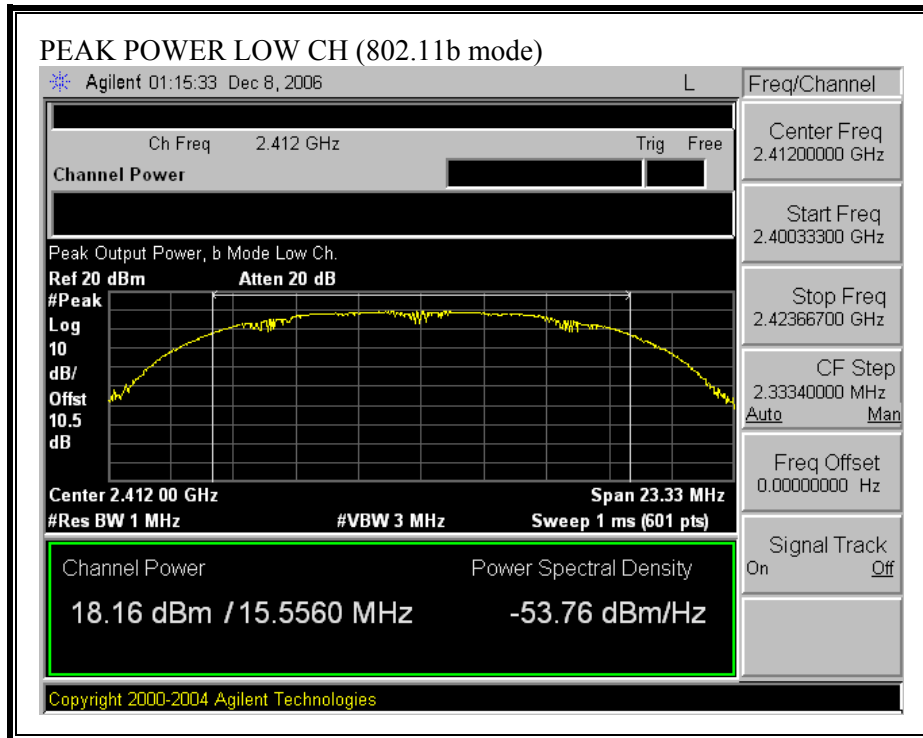 PEAK POWER LOW CH (802.11b mode)
Agilent 01:15:33 Dec 8, 2006 L
Freq/Channel
Ch Freq 2.412 GHz Trig Free
Channel Power
Center Freq
2.41200000 GHz
Start Freq
2.40033300 GHz
Stop Freq
2.42366700 GHz
CF Step
2.33340000 MHz
Auto Man
Freq Offset
0.00000000 Hz
Signal Track
On Off
Peak Output Power, b Mode Low Ch.
Ref 20 dBm Atten 20 dB
#Peak
Log
10
dB/
Offst
10.5
dB
Center 2.412 00 GHz Span 23.33 MHz
#Res BW 1 MHz #VBW 3 MHz Sweep 1 ms (601 pts)
Channel Power Power Spectral Density
18.16 dBm / 15.5560 MHz -53.76 dBm/Hz
Copyright 2000-2004 Agilent Technologies